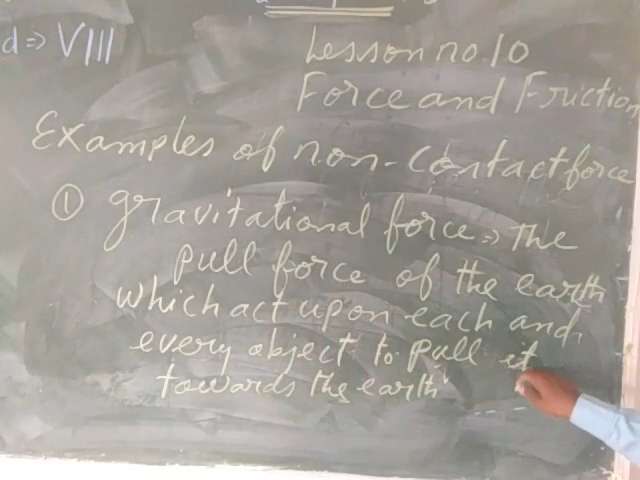 d => VIII
Lesson no. 10
Force and Friction
Examples of non-contact force
① gravitational force => the
pull force of the earth
which act upon each and
every object to pull it
towards the earth